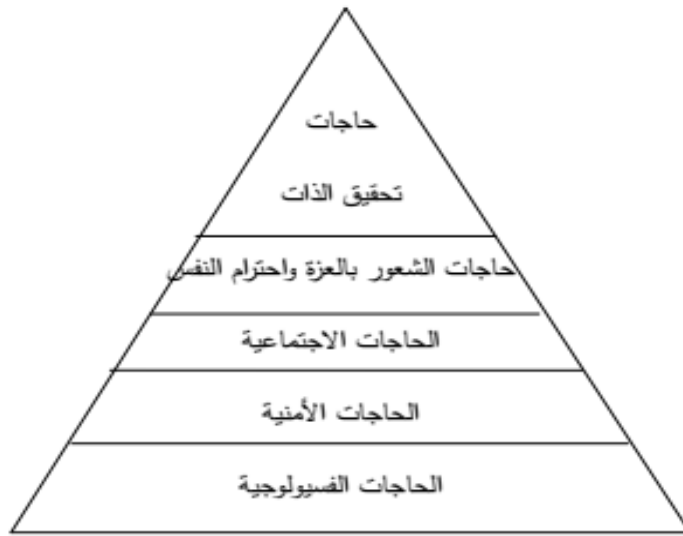 حاجات
تحقيق الذات
حاجات الشعور بالعزة واحترام النفس
الحاجات الاجتماعية
الحاجات الأمنية
الحاجات الفسيولوجية